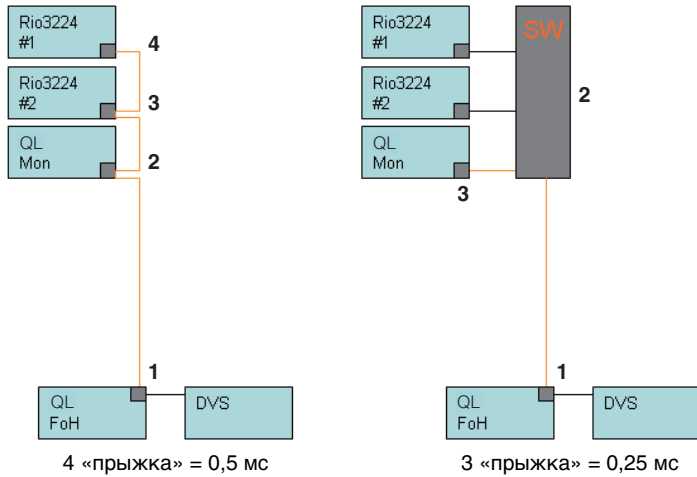 Rio3224
#1
4
Rio3224
#2
3
QL
Mon
2
1
QL
FoH
DVS
4 «прыжка» = 0,5 мс
Rio3224
#1
SW
Rio3224
#2
2
QL
Mon
3
1
QL
FoH
DVS
3 «прыжка» = 0,25 мс